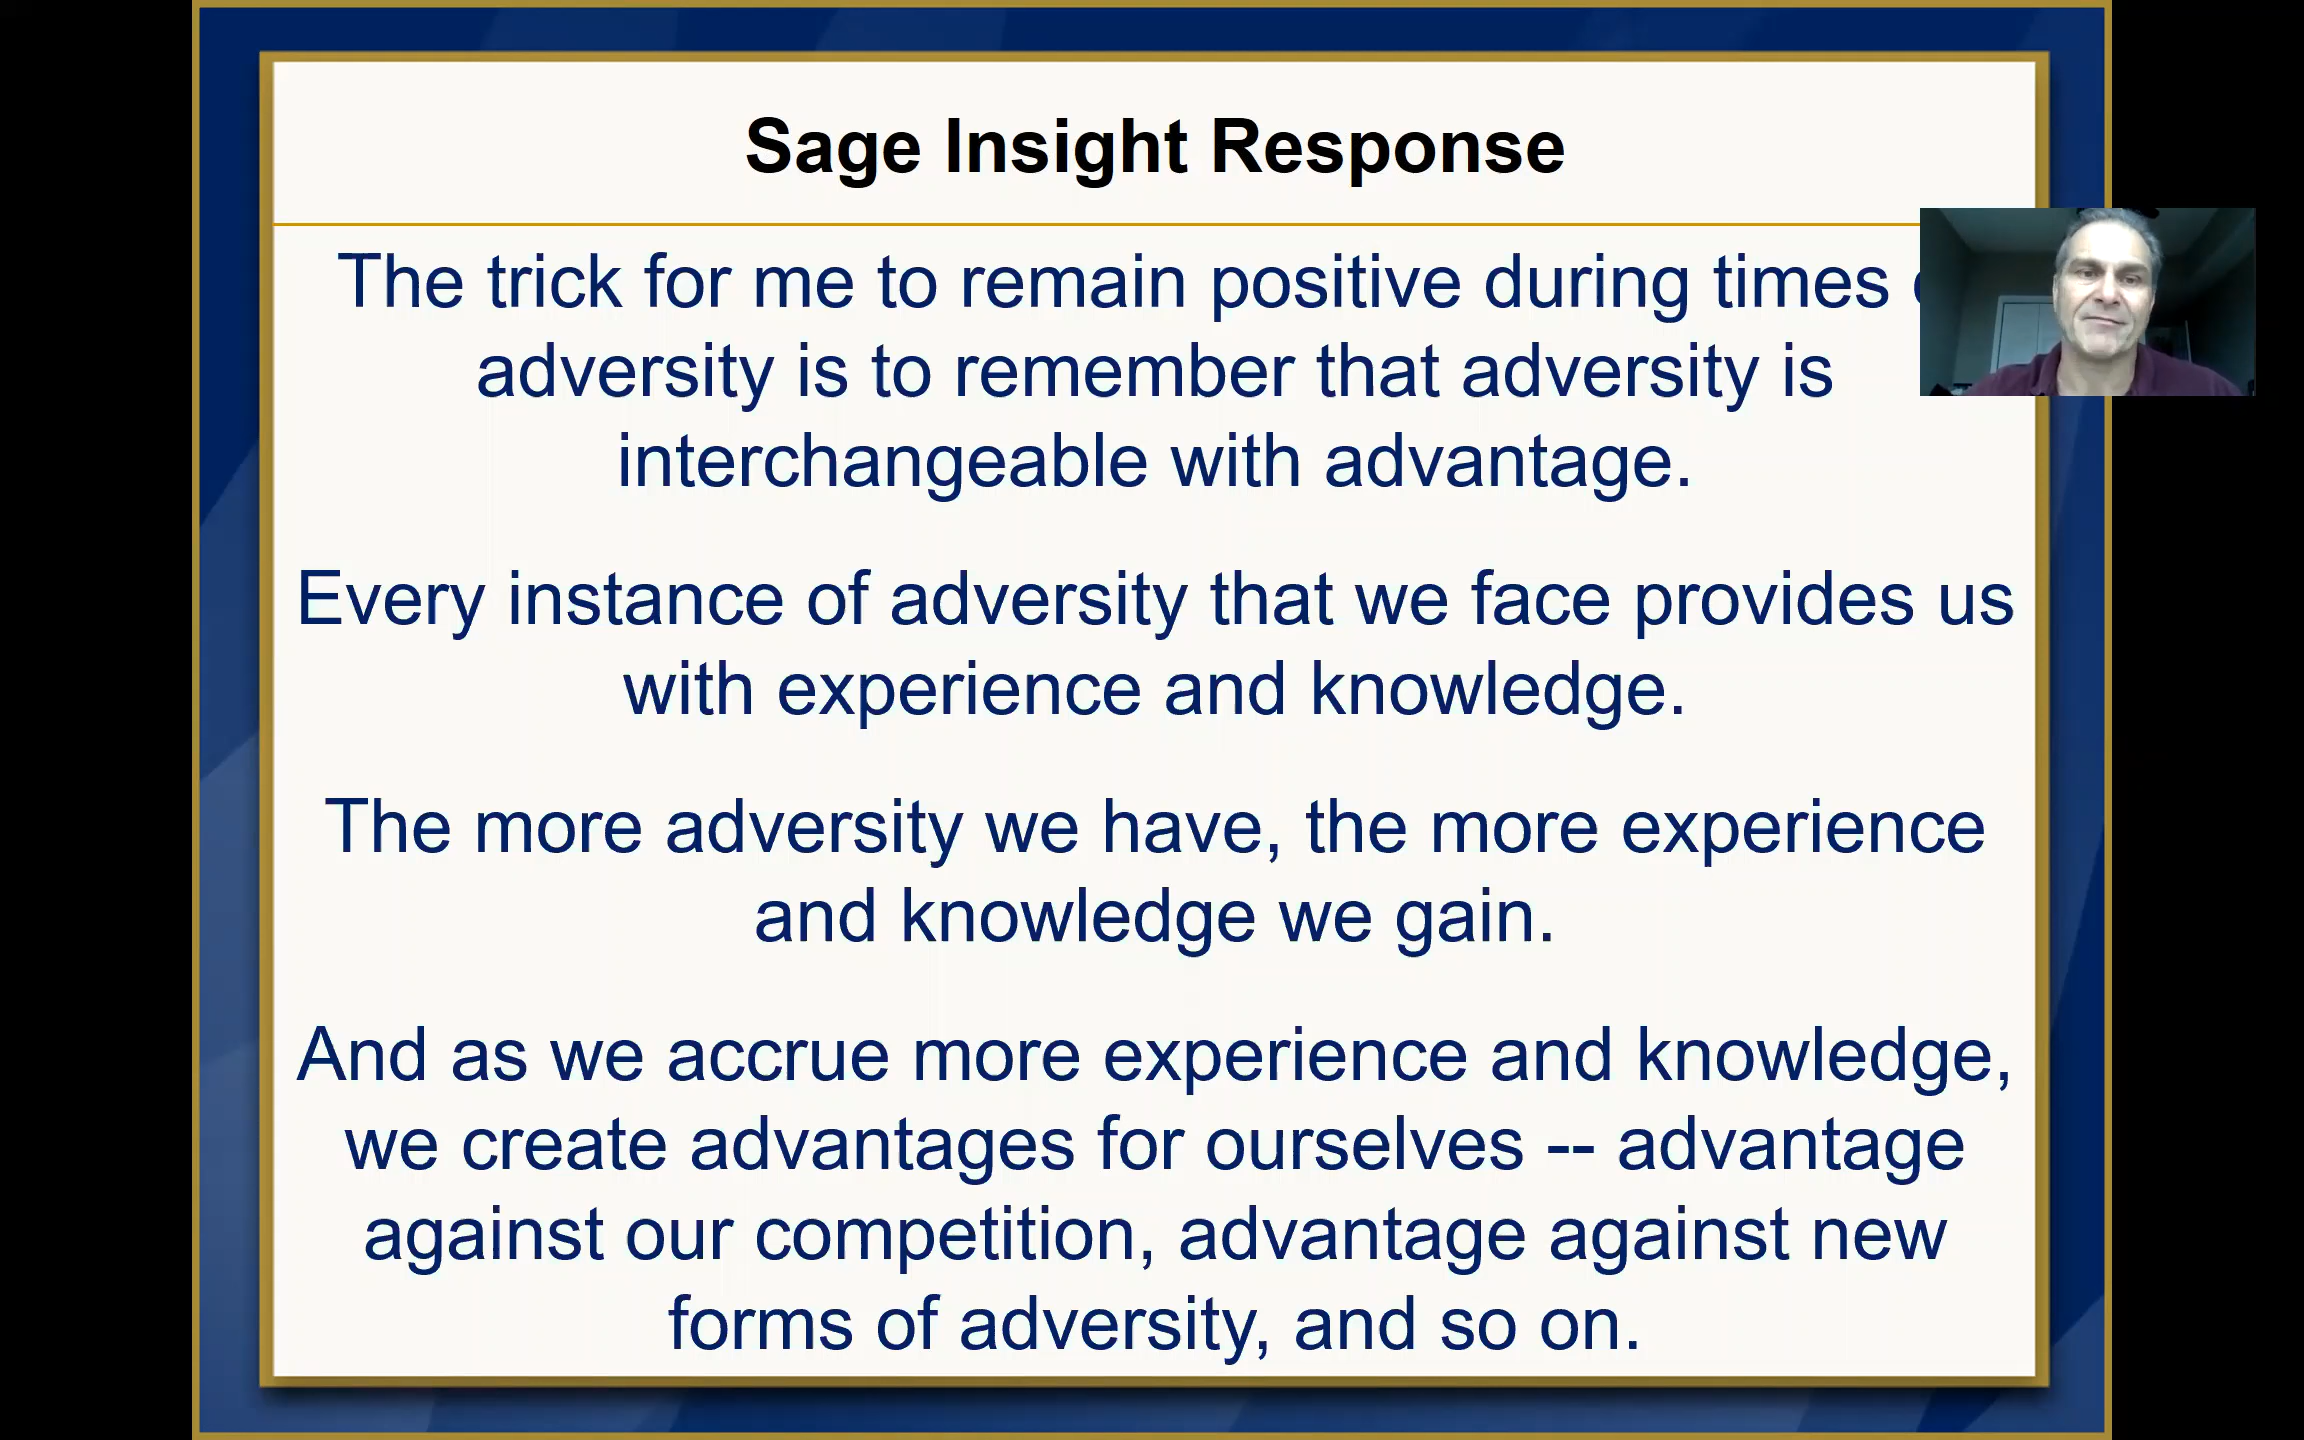 Sage Insight Response
The trick for me to remain positive during times
adversity is to remember that adversity is
interchangeable with advantage.
Every instance of adversity that we face provides us
with experience and knowledge.
The more adversity we have, the more experience
and knowledge we gain.
And as we accrue more experience and knowledge,
we create advantages for ourselves -- advantage
against our competition, advantage against new
forms of adversity, and so on.